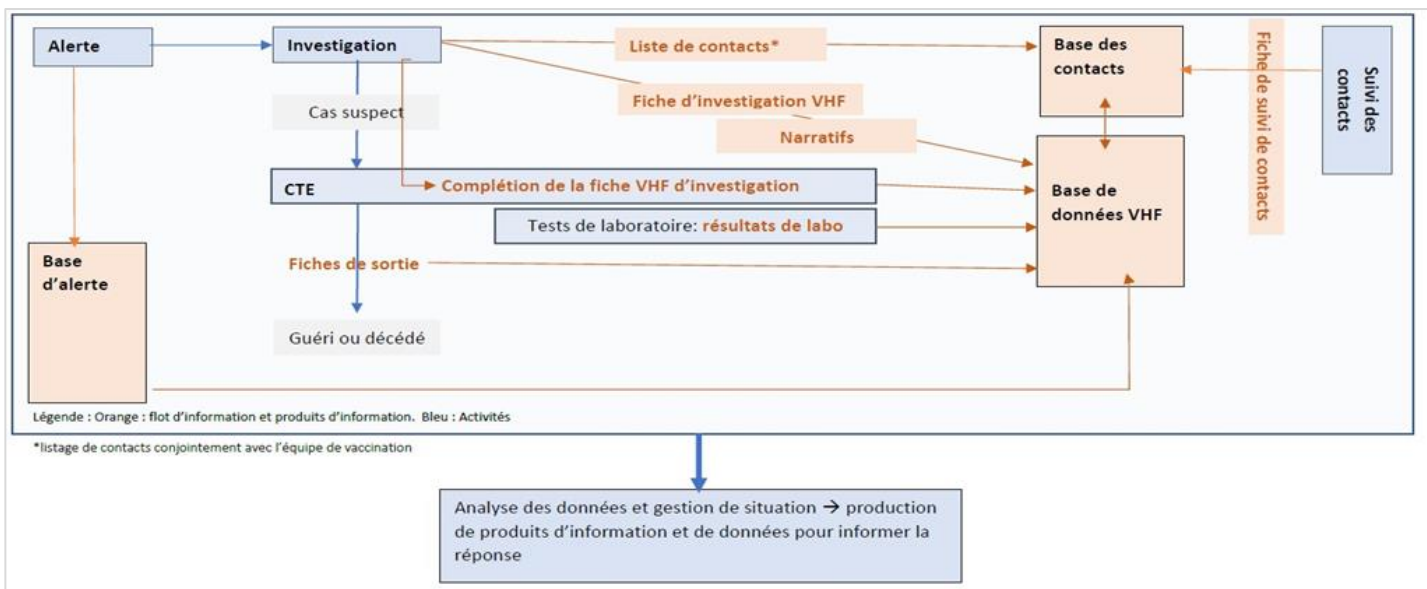 Alerte
Investigation
Liste de contacts*
Base des
contacts
Fiche de suivi de contacts
Suivi des
contacts
Fiche d’investigation VHF
Cas suspect
Narratifs
CTE
Complétion de la fiche VHF d’investigation
Base de
données VHF
Tests de laboratoire: résultats de labo
Base
d’alerte
Fiches de sortie
Guéri ou décédé
Légende : Orange : flot d’information et produits d’information. Bleu : Activités
*listage de contacts conjointement avec l’équipe de vaccination
Analyse des données et gestion de situation → production
de produits d’information et de données pour informer la
réponse